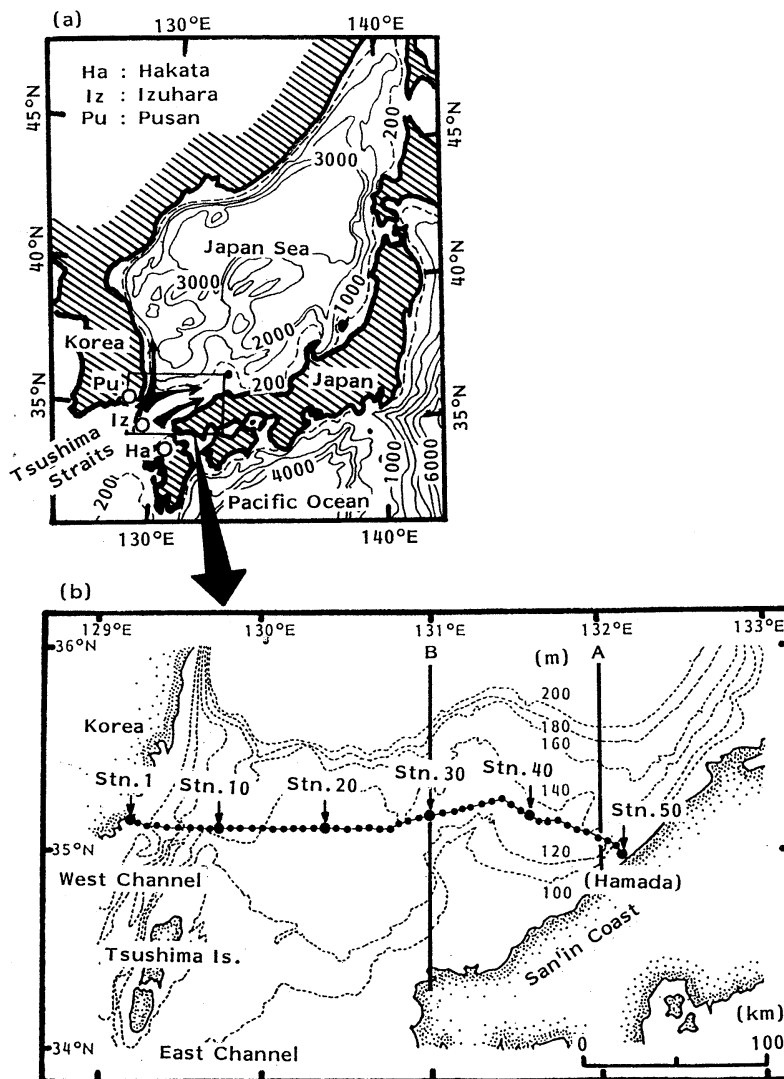 (a)
130°E
140°E
Ha : Hakata
Iz : Izuhara
Pu : Pusan
45°N
45°N
200
3000
40°N
40°N
Japan Sea
3000
1000
2000
Korea
200
Japan
Pu
35°N
35°N
Iz
Ha
Tsushima
Straits
4000
1000
6000
200
Pacific Ocean
130°E
140°E
(b)
129°E
130°E
131°E
132°E
133°E
36°N
B
(m)
A
200
180
160
Korea
Stn.1
Stn.10
Stn.20
Stn.30
Stn.40
140
Stn.50
35°N
120
West Channel
100
(Hamada)
Tsushima Is.
San'in Coast
34°N
East Channel
(km)
0
100